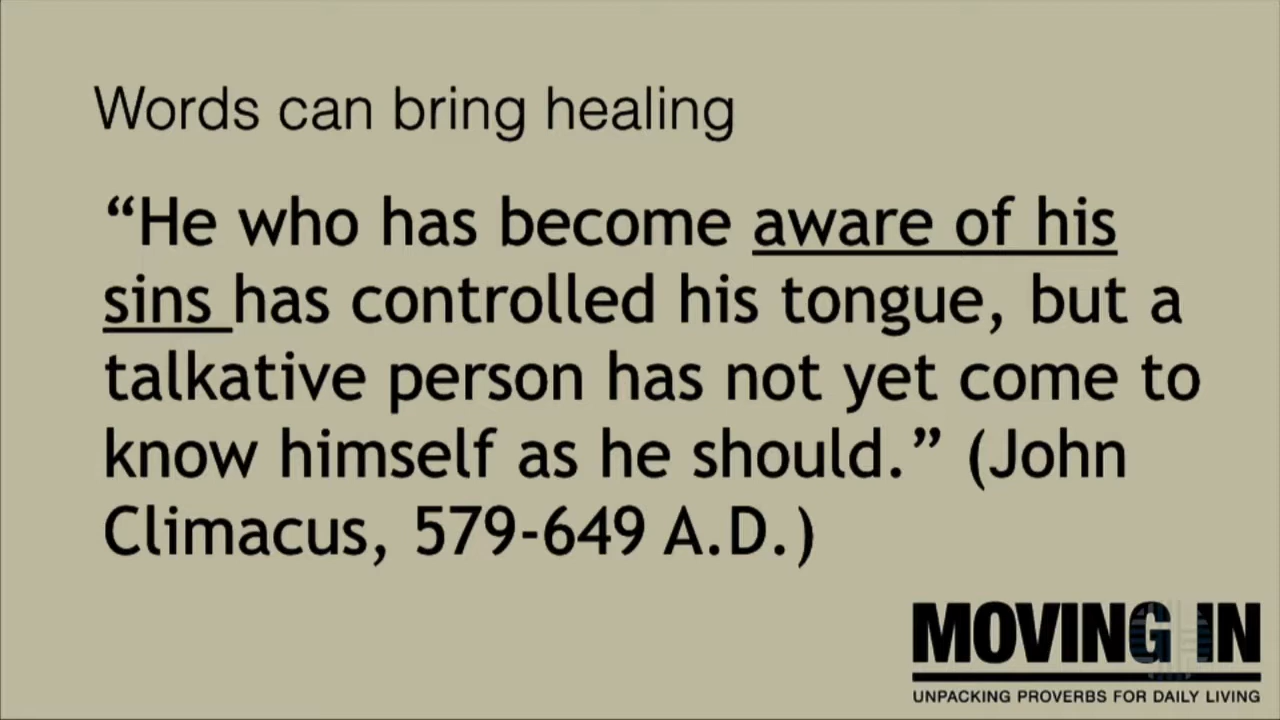 Words can bring healing
“He who has become aware of his
sins has controlled his tongue, but a
talkative person has not yet come to
know himself as he should.” (John
Climacus, 579-649 A.D.)
MOVING IN
UNPACKING PROVERBS FOR DAILY LIVING